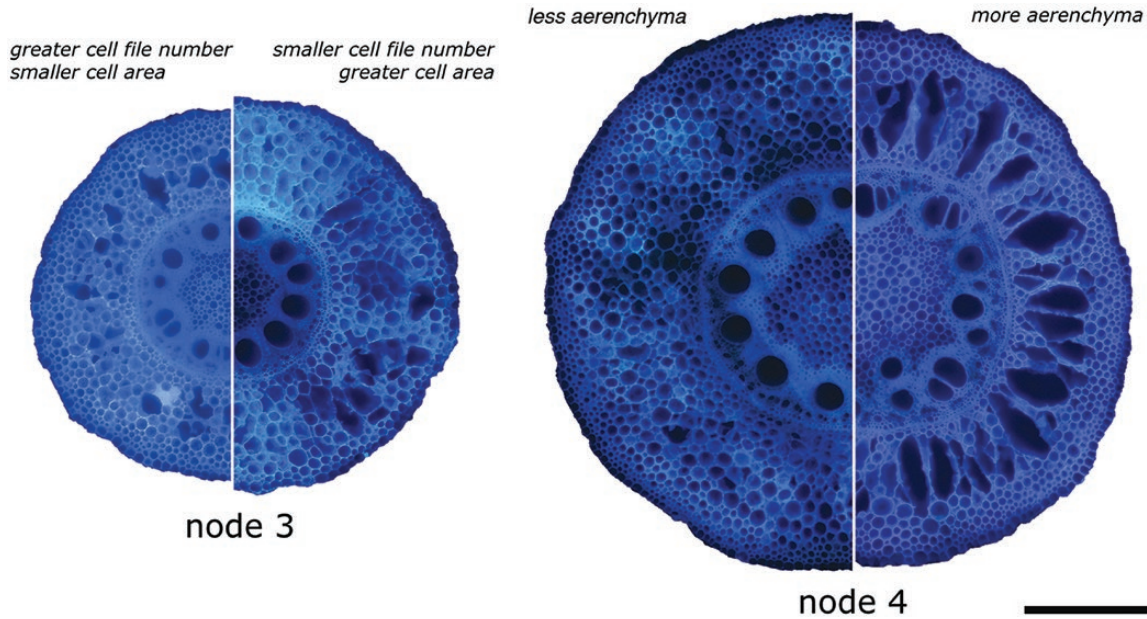 greater cell file number
smaller cell area
smaller cell file number
greater cell area
less aerenchyma
more aerenchyma
node 3
node 4